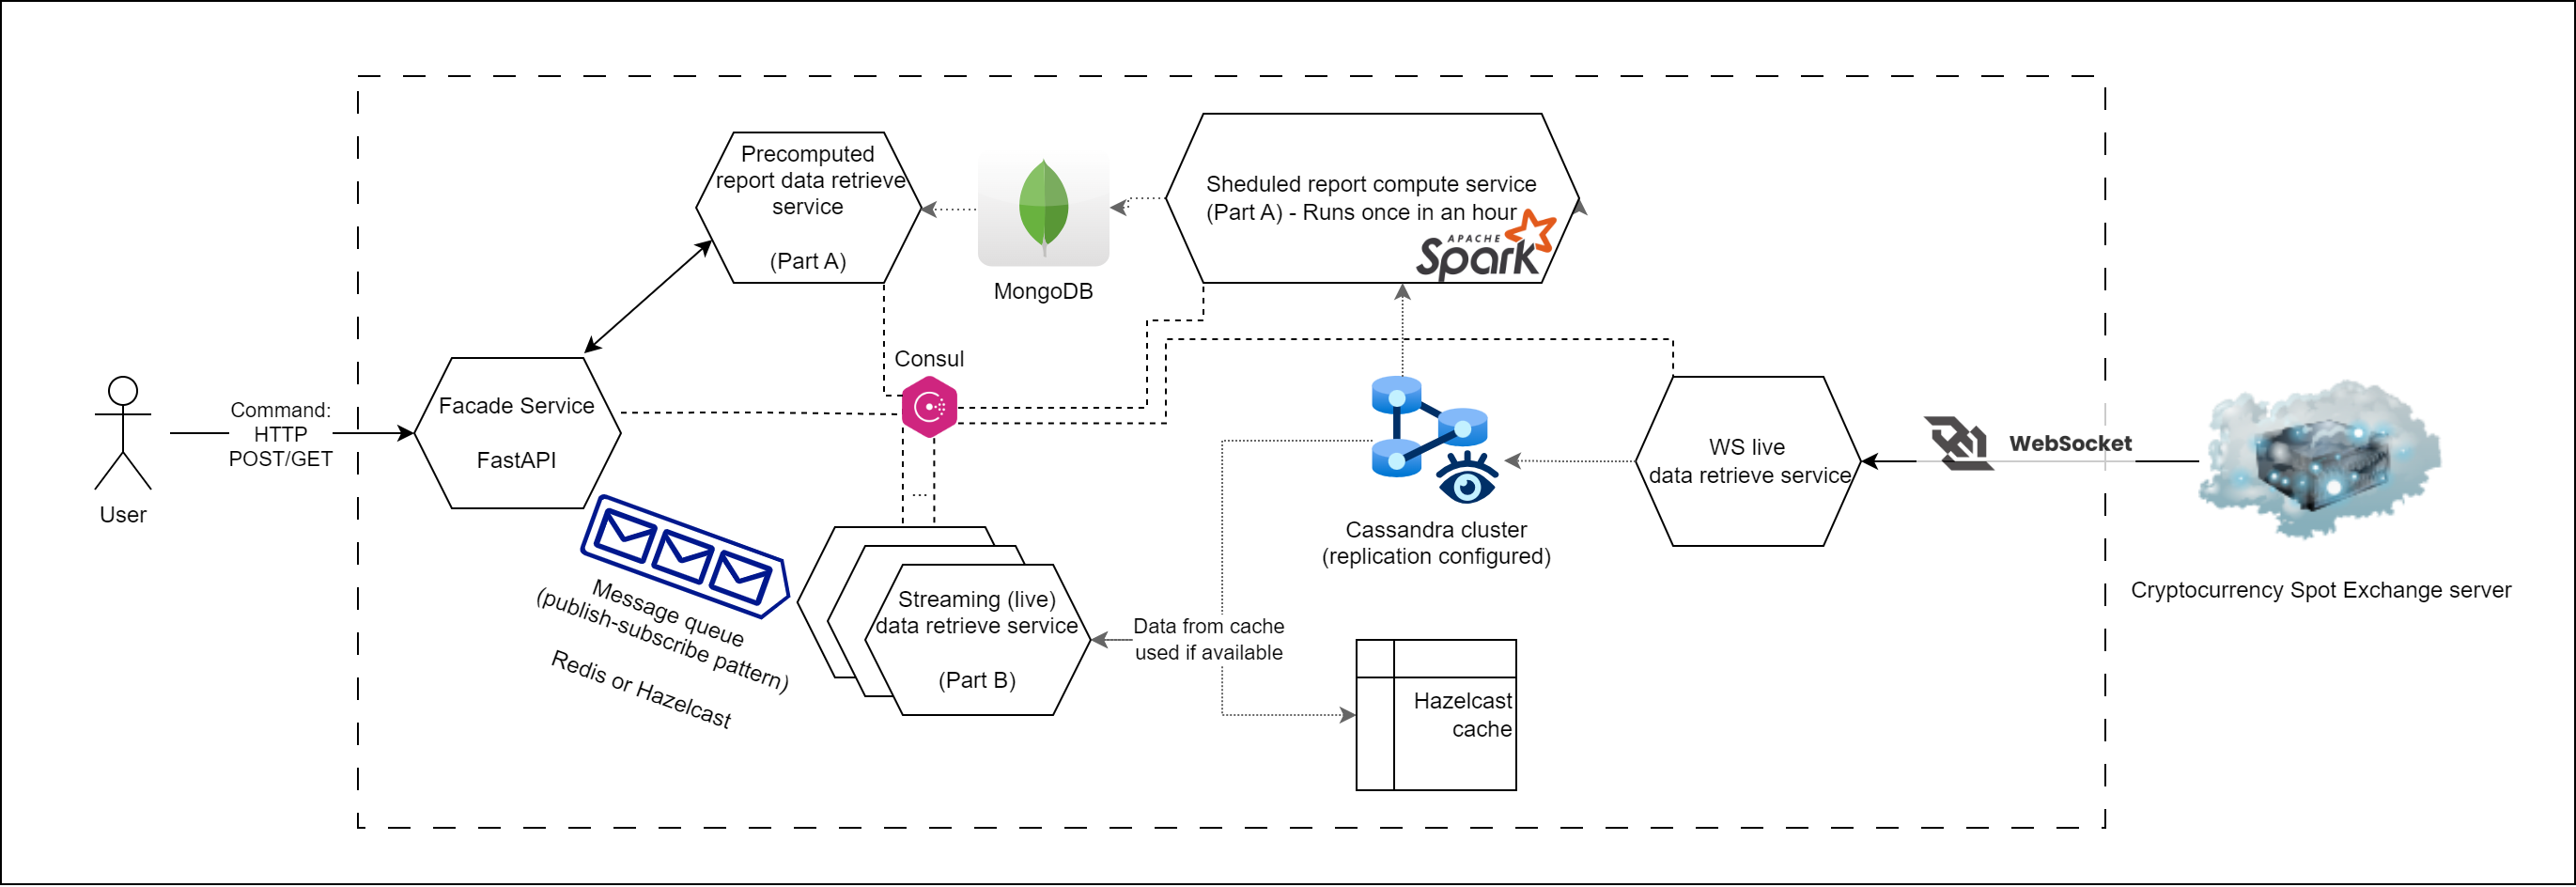 Precomputed
report data retrieve
service
(Part A)
MongoDB
Sheduled report compute service
(Part A) - Runs once in an hour
APACHE
Spark
Consul
Facade Service
FastAPI
Command:
HTTP
POST/GET
User
Message queue
(publish-subscribe pattern)
Redis or Hazelcast
...
Streaming (live)
data retrieve service
(Part B)
Data from cache
used if available
Cassandra cluster
(replication configured)
Hazelcast
cache
WS live
data retrieve service
WebSocket
Cryptocurrency Spot Exchange server